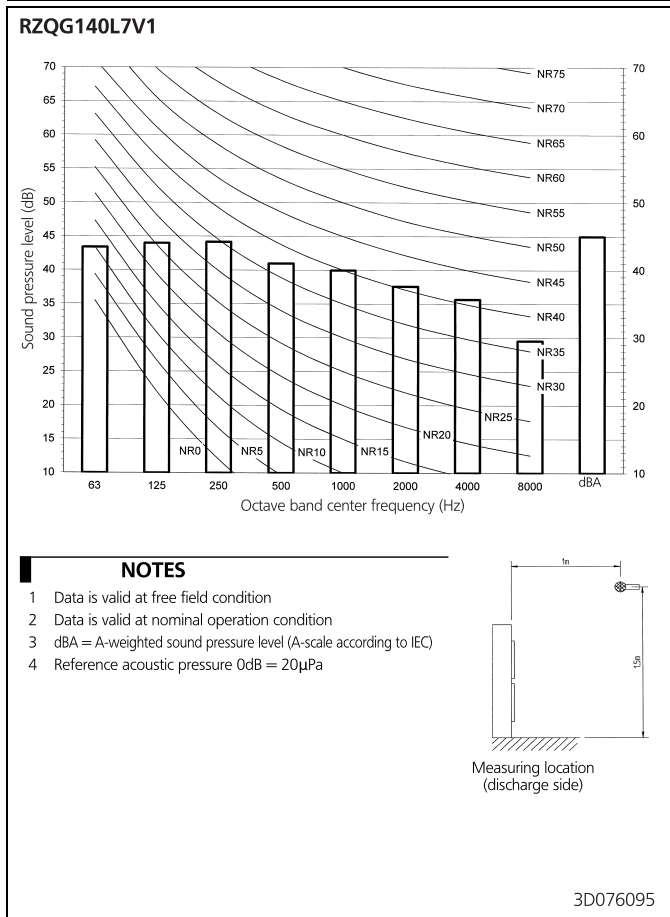 RZQG140L7V1
Sound pressure level (dB)
70
65
60
55
50
45
40
35
30
25
20
15
10
70
60
50
40
30
20
10
NR75
NR70
NR65
NR60
NR55
NR50
NR45
NR40
NR35
NR30
NR25
NR20
NR0 NR5 NR10 NR15
63 125 250 500 1000 2000 4000 8000 dBA
Octave band center frequency (Hz)
NOTES
1 Data is valid at free field condition
2 Data is valid at nominal operation condition
3 dBA = A-weighted sound pressure level (A-scale according to IEC)
4 Reference acoustic pressure 0dB = 20µPa
1m
1.5m
Measuring location
(discharge side)
3D076095